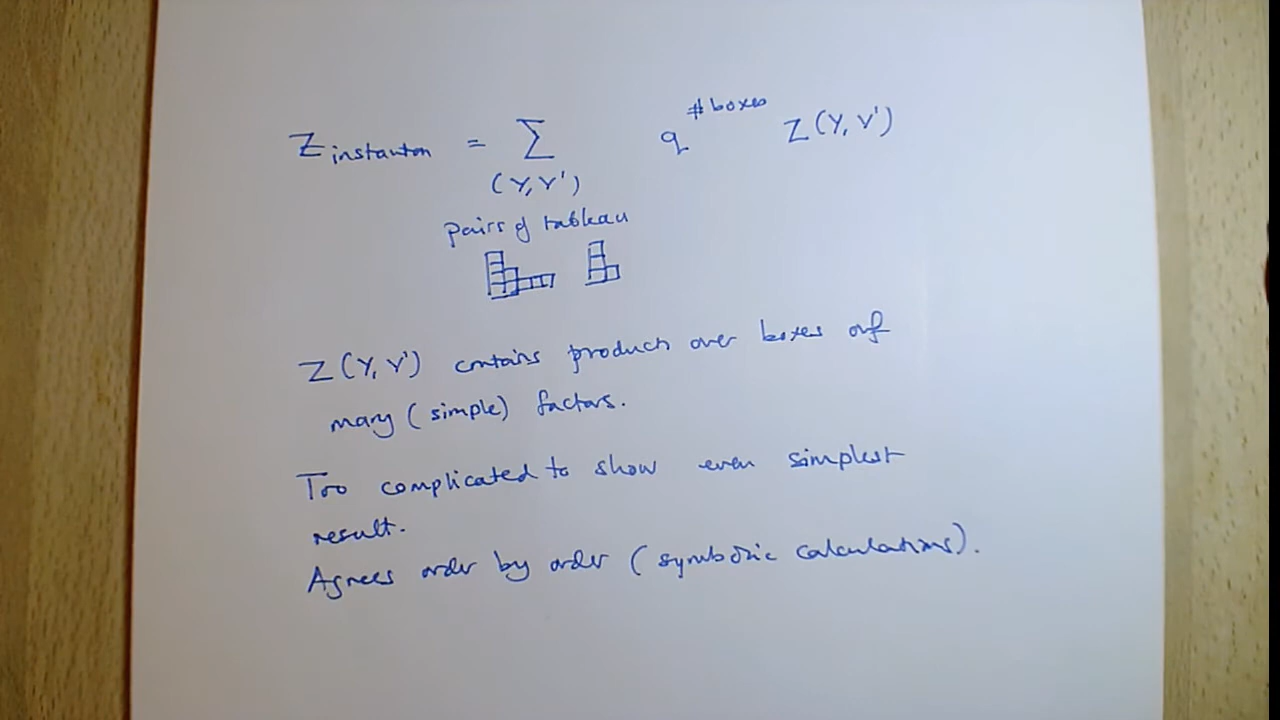 Z instanton = Σ q #boxes Z(Y, Y')
(Y, Y')
pairs of tableau
Z(Y, Y') contains product over boxes of
many (simple) factors.
Too complicated to show even simplest
result.
Agrees order by order (symbolic calculations).